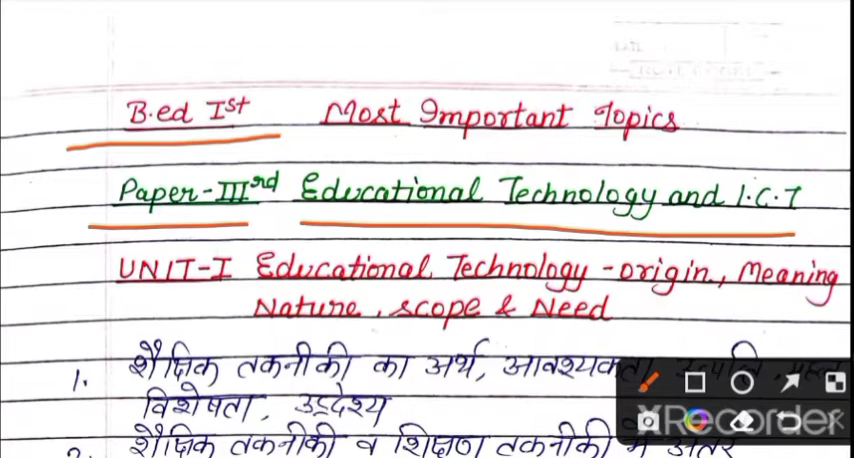 B.ed Ist Most Important Topics
Paper-IIIrd Educational Technology and I.C.T
UNIT-I Educational Technology - origin, Meaning
Nature, scope & Need
1. शैक्षिक तकनीकी का अर्थ, आवश्यकता,
विशेषता, उद्देश्य
शैक्षिक तकनीकी व शिक्षण तकनीकी में अंतर
XRecorder